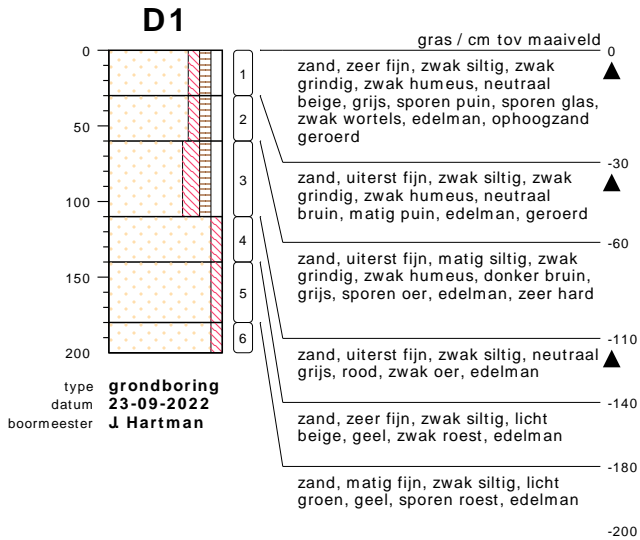 D1
gras / cm tov maaiveld
0
50
100
150
200
1
2
3
4
5
6
0
zand, zeer fijn, zwak siltig, zwak
grindig, zwak humeus, neutraal
beige, grijs, sporen puin, sporen glas,
zwak wortels, edelman, ophoogzand
geroerd
-30
zand, uiterst fijn, zwak siltig, zwak
grindig, zwak humeus, neutraal
bruin, matig puin, edelman, geroerd
-60
zand, uiterst fijn, matig siltig, zwak
grindig, zwak humeus, donker bruin,
grijs, sporen oer, edelman, zeer hard
-110
zand, uiterst fijn, zwak siltig, neutraal
grijs, rood, zwak oer, edelman
-140
zand, zeer fijn, zwak siltig, licht
beige, geel, zwak roest, edelman
-180
zand, matig fijn, zwak siltig, licht
groen, geel, sporen roest, edelman
-200
type grondboring
datum 23-09-2022
boormeester J. Hartman